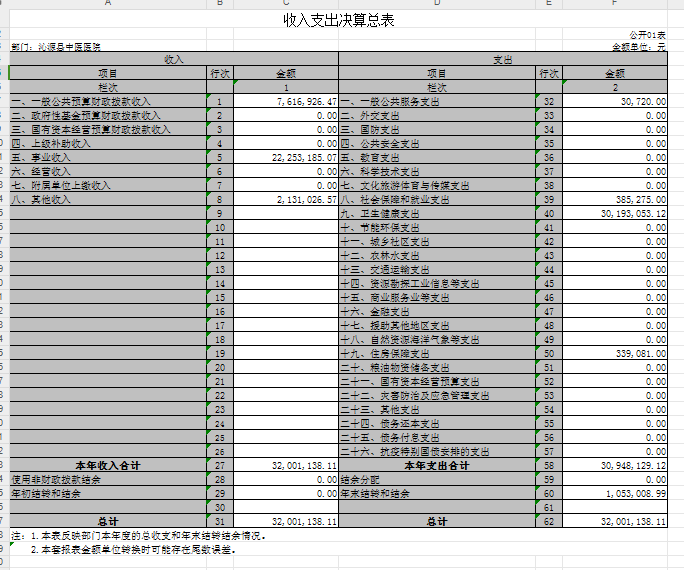 A B C D E F
收入支出决算总表
公开01表
部门：沁源县中医医院 金额单位：元
收入 支出
项目 行次 金额 项目 行次 金额
栏次 1 栏次 2
一、一般公共预算财政拨款收入 1 7,616,926.47 一、一般公共服务支出 32 30,720.00
二、政府性基金预算财政拨款收入 2 0.00 二、外交支出 33 0.00
三、国有资本经营预算财政拨款收入 3 0.00 三、国防支出 34 0.00
四、上级补助收入 4 0.00 四、公共安全支出 35 0.00
五、事业收入 5 22,253,185.07 五、教育支出 36 0.00
六、经营收入 6 0.00 六、科学技术支出 37 0.00
七、附属单位上缴收入 7 0.00 七、文化旅游体育与传媒支出 38 0.00
八、其他收入 8 2,131,026.57 八、社会保障和就业支出 39 385,275.00
9 九、卫生健康支出 40 30,193,053.12
10 十、节能环保支出 41 0.00
11 十一、城乡社区支出 42 0.00
12 十二、农林水支出 43 0.00
13 十三、交通运输支出 44 0.00
14 十四、资源勘探工业信息等支出 45 0.00
15 十五、商业服务业等支出 46 0.00
16 十六、金融支出 47 0.00
17 十七、援助其他地区支出 48 0.00
18 十八、自然资源海洋气象等支出 49 0.00
19 十九、住房保障支出 50 339,081.00
20 二十、粮油物资储备支出 51 0.00
21 二十一、国有资本经营预算支出 52 0.00
22 二十二、灾害防治及应急管理支出 53 0.00
23 二十三、其他支出 54 0.00
24 二十四、债务还本支出 55 0.00
25 二十五、债务付息支出 56 0.00
26 二十六、抗疫特别国债安排的支出 57 0.00
本年收入合计 27 32,001,138.11 本年支出合计 58 30,948,129.12
使用非财政拨款结余 28 0.00 结余分配 59 0.00
年初结转和结余 29 0.00 年末结转和结余 60 1,053,008.99
30 61
总计 31 32,001,138.11 总计 62 32,001,138.11
注：1.本表反映部门本年度的总收支和年末结转结余情况。
2.本套报表金额单位转换时可能存在尾数误差。